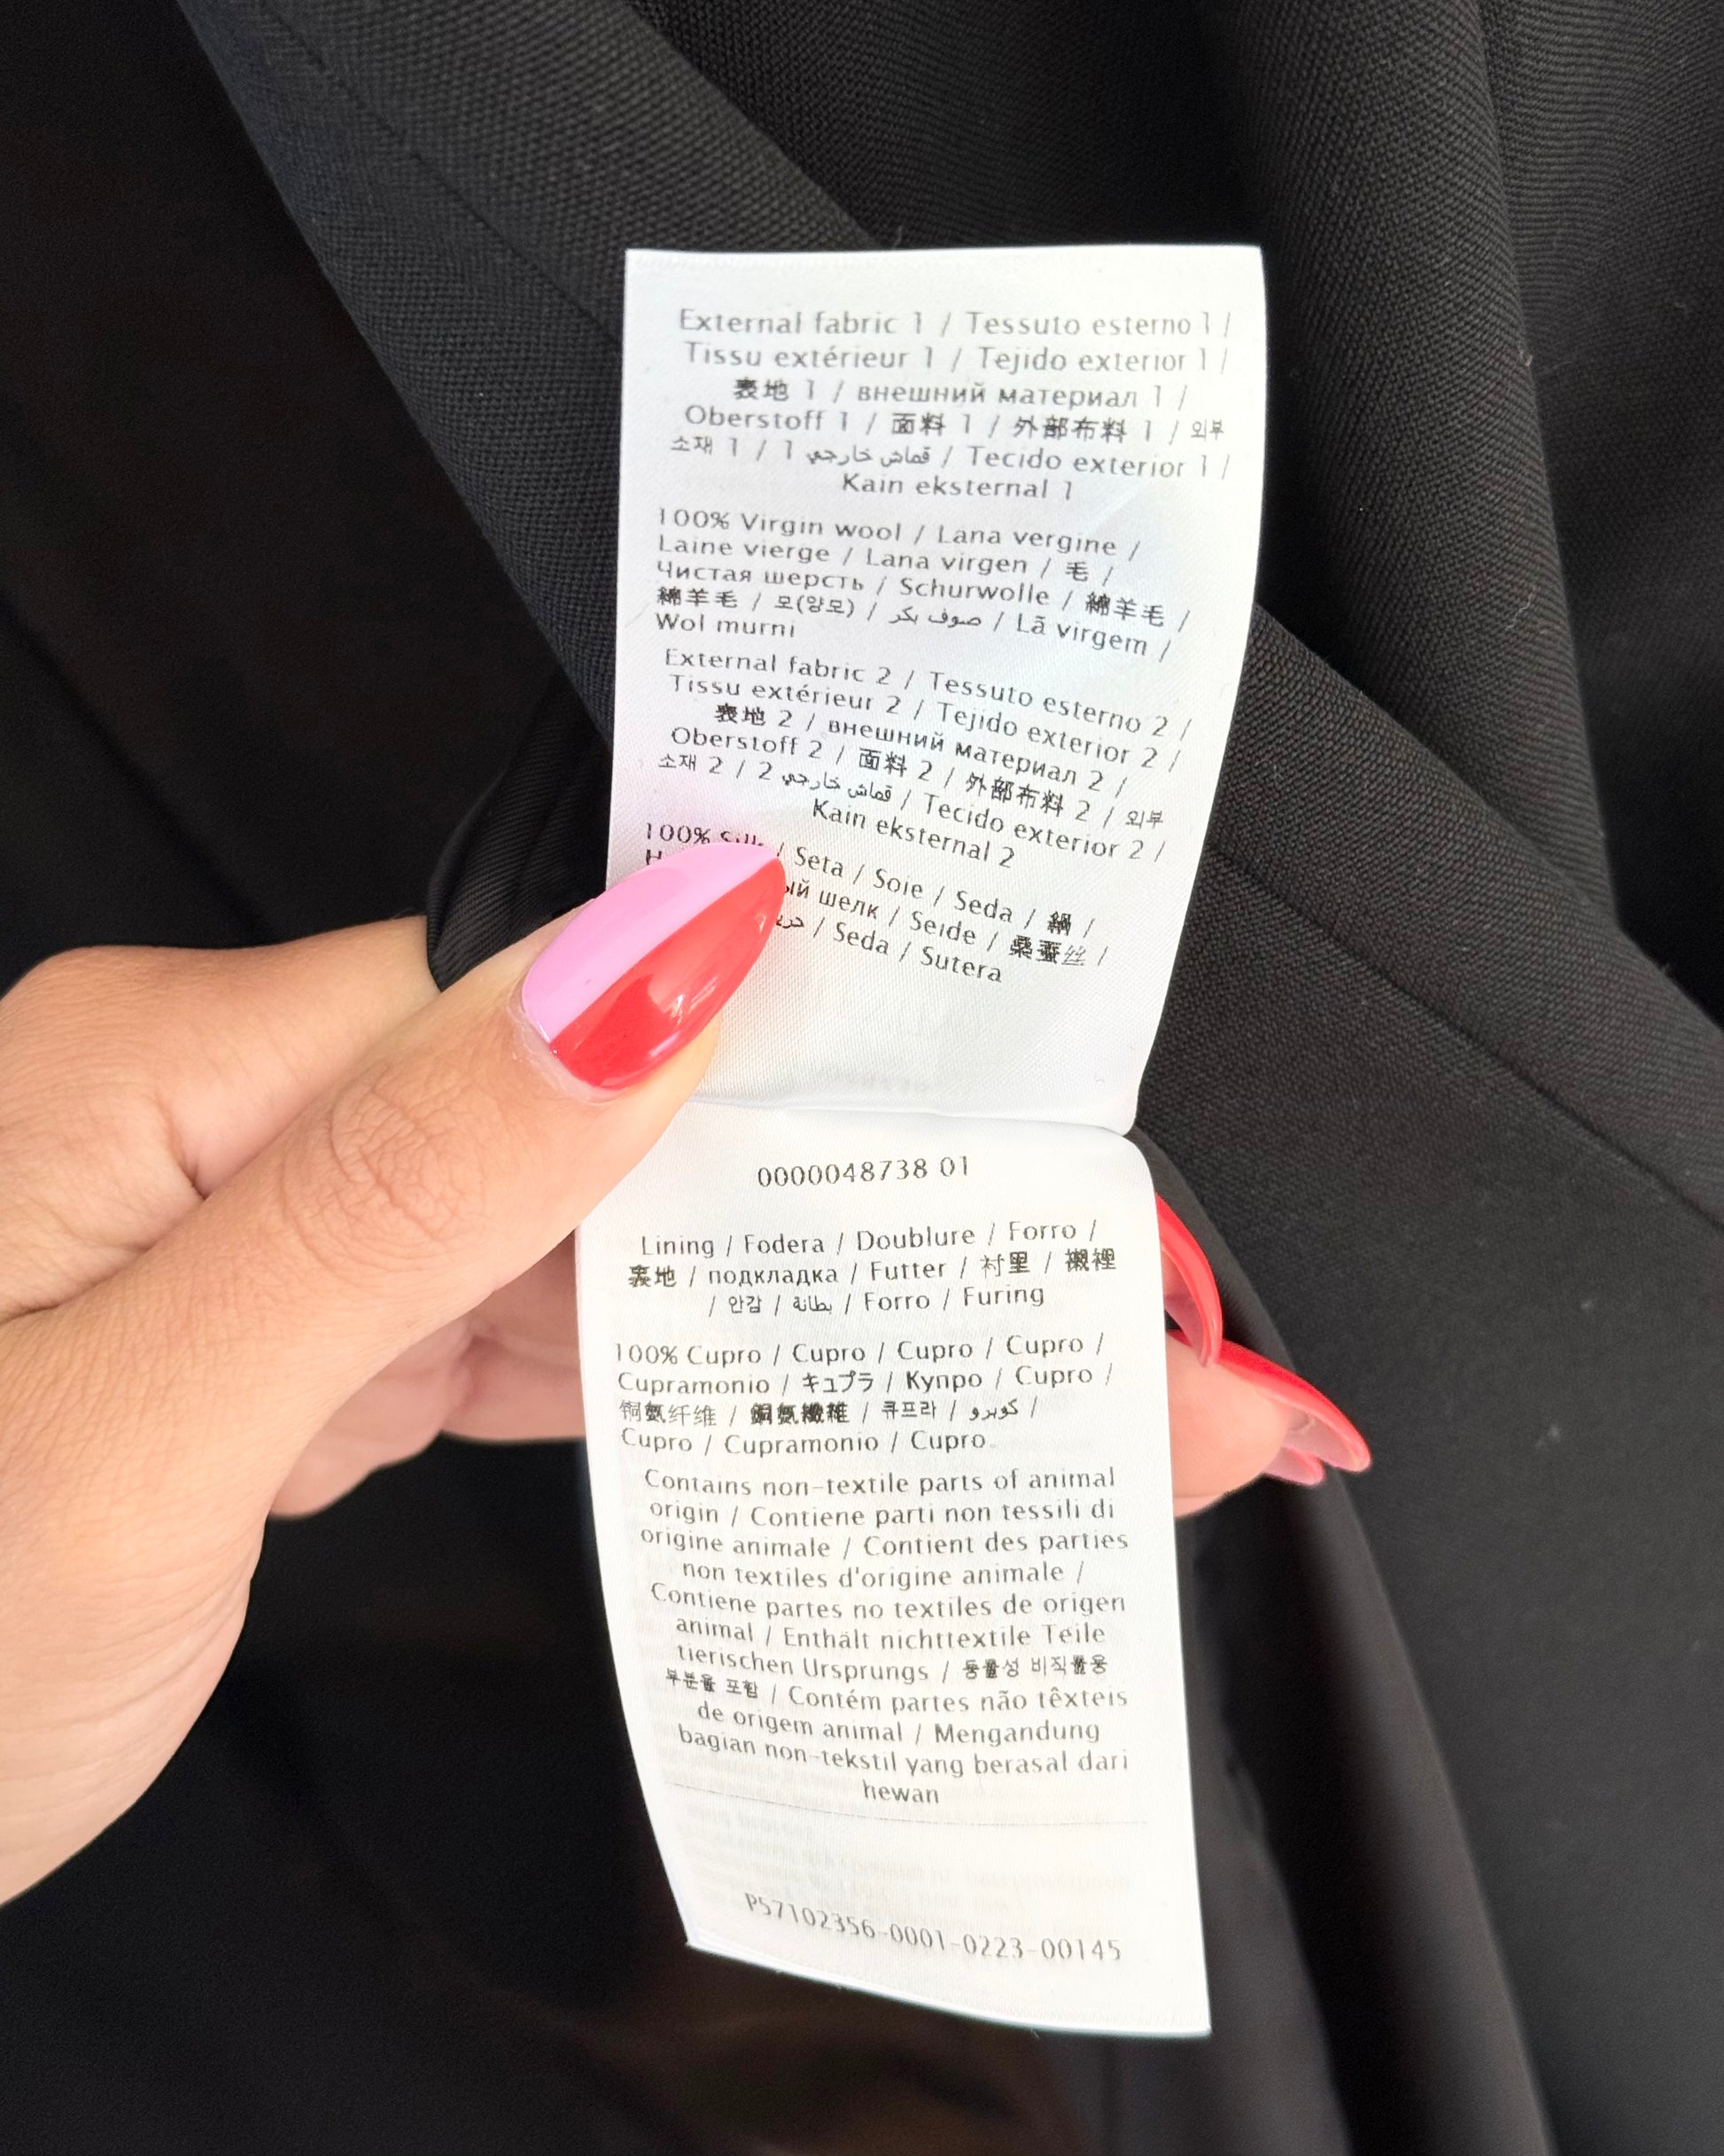 External fabric 1 / Tessuto esterno 1 /
Tissu extérieur 1 / Tejido exterior 1 /
表地 1 / внешний материал 1 /
Oberstoff 1 / 面料 1 / 外部布料 1 / 외부
소재 1 / 1 قماش خارجي / Tecido exterior 1 /
Kain eksternal 1
100% Virgin wool / Lana vergine /
Laine vierge / Lana virgen / 毛 /
Чистая шерсть / Schurwolle / 綿羊毛 /
綿羊毛 / 모(양모) / صوف بكر / Lã virgem /
Wol murni
External fabric 2 / Tessuto esterno 2 /
Tissu extérieur 2 / Tejido exterior 2 /
表地 2 / внешний материал 2 /
Oberstoff 2 / 面料 2 / 外部布料 2 / 외부
소재 2 / 2 قماش خارجي / Tecido exterior 2 /
Kain eksternal 2
100% Silk / Seta / Soie / Seda / 絹 /
шелк / Seide / 桑蚕丝 /
/ Seda / Sutera
0000048738 01
Lining / Fodera / Doublure / Forro /
裏地 / подкладка / Futter / 衬里 / 襯裡
/ 안감 / بطانة / Forro / Furing
100% Cupro / Cupro / Cupro / Cupro /
Cupramonio / キュプラ / Купро / Cupro /
铜氨纤维 / 銅氨纖維 / 큐프라 / كوبرو /
Cupro / Cupramonio / Cupro
Contains non-textile parts of animal
origin / Contiene parti non tessili di
origine animale / Contient des parties
non textiles d'origine animale /
Contiene partes no textiles de origen
animal / Enthält nichttextile Teile
tierischen Ursprungs / 동물성 비직물용
부분을 포함 / Contém partes não têxteis
de origem animal / Mengandung
bagian non-tekstil yang berasal dari
hewan
P57102356-0001-0223-00145